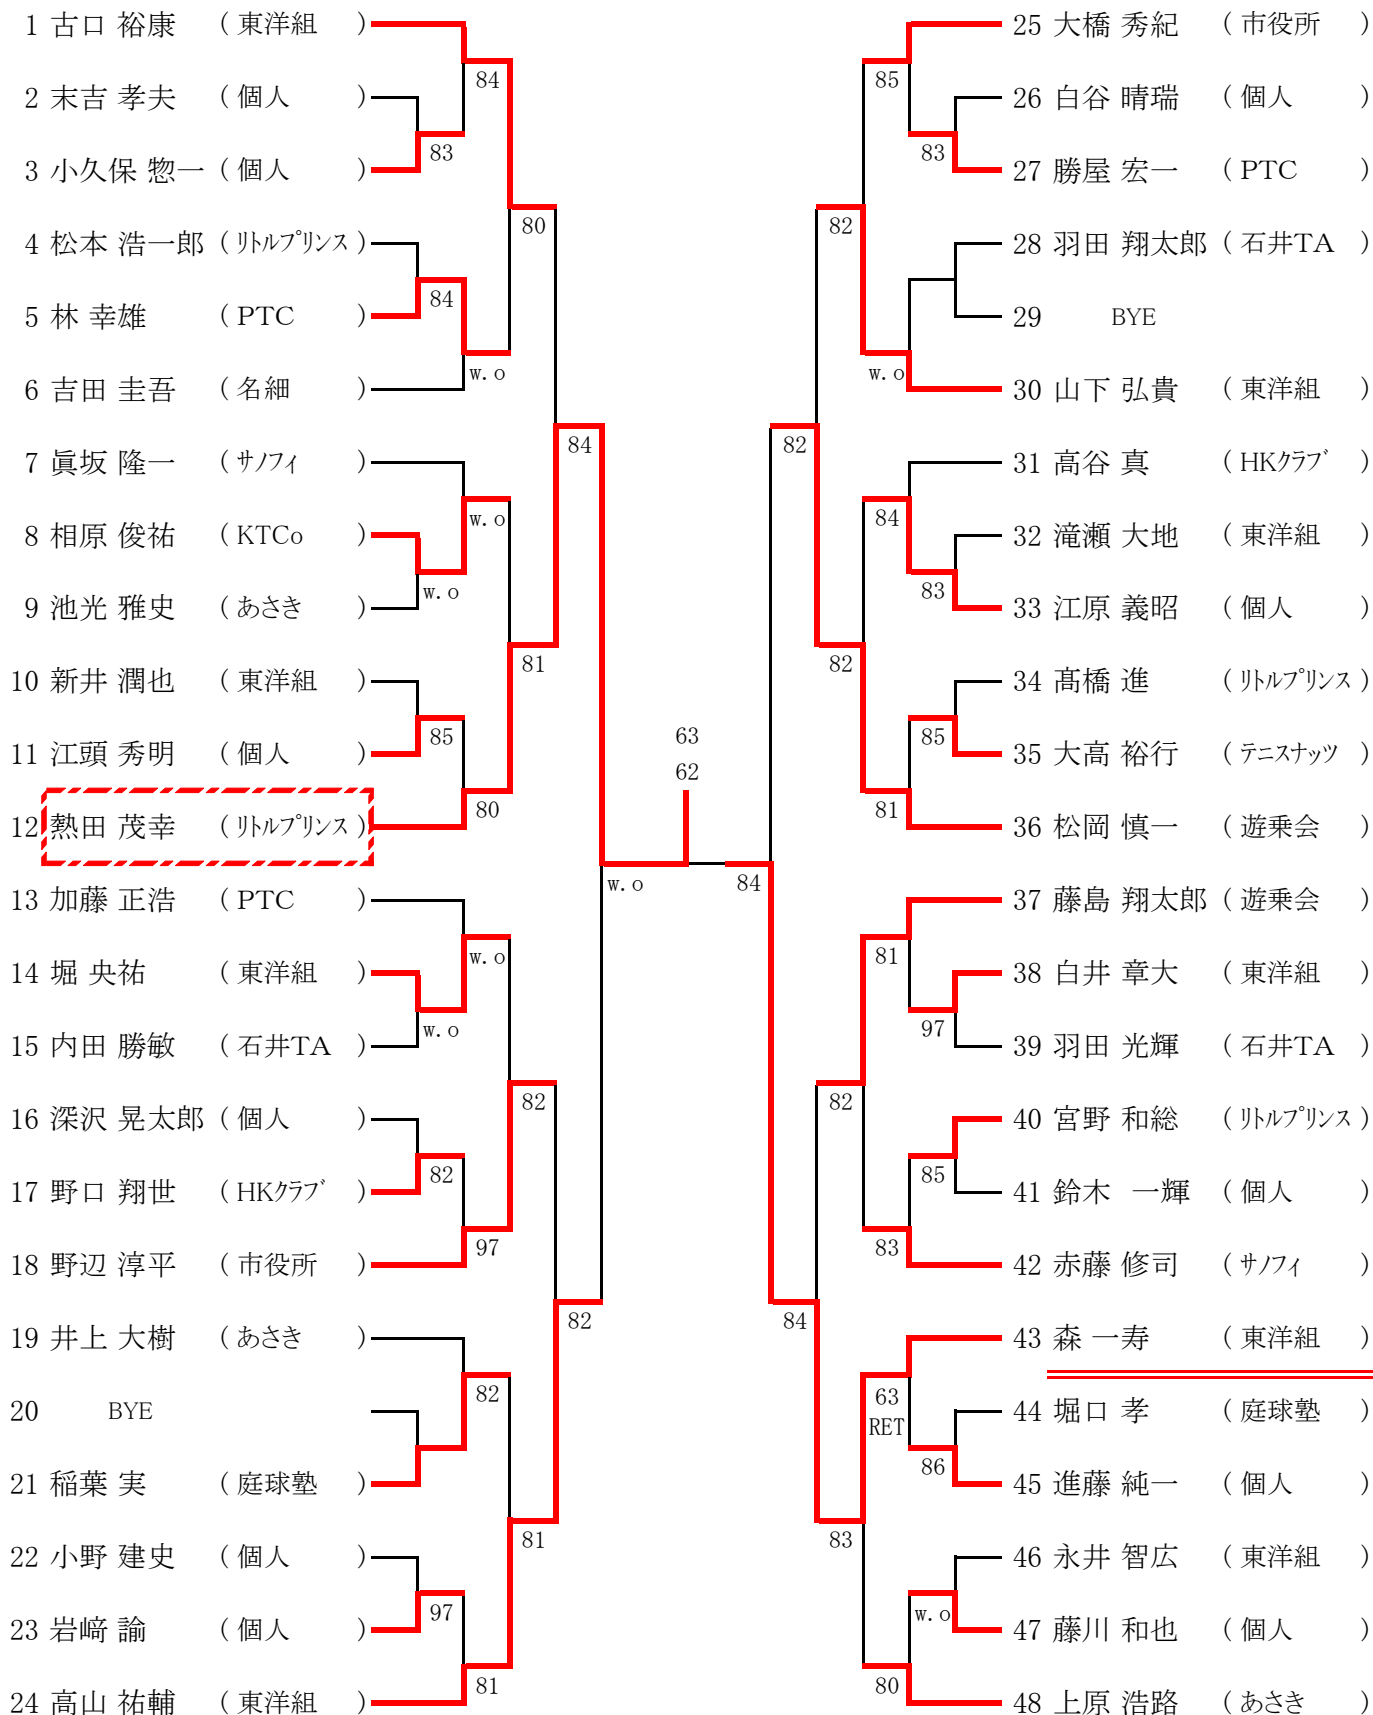 1 古口 裕康 ( 東洋組 )
84
2 末吉 孝夫 ( 個人 )
83
3 小久保 惣一 ( 個人 )
80
4 松本 浩一郎 ( リトルプリンス )
84
5 林 幸雄 ( PTC )
w.o
6 吉田 圭吾 ( 名細 )
84
7 眞坂 隆一 ( サノフィ )
w.o
8 相原 俊祐 ( KTCo )
w.o
9 池光 雅史 ( あさき )
81
10 新井 潤也 ( 東洋組 )
85
11 江頭 秀明 ( 個人 )
80
12 熱田 茂幸 ( リトルプリンス )
w.o
13 加藤 正浩 ( PTC )
w.o
14 堀 央祐 ( 東洋組 )
w.o
15 内田 勝敏 ( 石井TA )
82
16 深沢 晃太郎 ( 個人 )
82
17 野口 翔世 ( HKクラブ )
97
18 野辺 淳平 ( 市役所 )
82
19 井上 大樹 ( あさき )
82
20 BYE
21 稲葉 実 ( 庭球塾 )
81
22 小野 建史 ( 個人 )
97
23 岩﨑 諭 ( 個人 )
81
24 高山 祐輔 ( 東洋組 )
63
62
25 大橋 秀紀 ( 市役所 )
85
26 白谷 晴瑞 ( 個人 )
83
27 勝屋 宏一 ( PTC )
82
28 羽田 翔太郎 ( 石井TA )
29 BYE
w.o
30 山下 弘貴 ( 東洋組 )
82
31 高谷 真 ( HKクラブ )
84
32 滝瀬 大地 ( 東洋組 )
83
33 江原 義昭 ( 個人 )
82
34 髙橋 進 ( リトルプリンス )
85
35 大高 裕行 ( テニスナッツ )
81
36 松岡 慎一 ( 遊乗会 )
84
37 藤島 翔太郎 ( 遊乗会 )
81
38 白井 章大 ( 東洋組 )
97
39 羽田 光輝 ( 石井TA )
82
40 宮野 和総 ( リトルプリンス )
85
41 鈴木 一輝 ( 個人 )
83
42 赤藤 修司 ( サノフィ )
84
43 森 一寿 ( 東洋組 )
63
RET
44 堀口 孝 ( 庭球塾 )
86
45 進藤 純一 ( 個人 )
83
46 永井 智広 ( 東洋組 )
w.o
47 藤川 和也 ( 個人 )
80
48 上原 浩路 ( あさき )